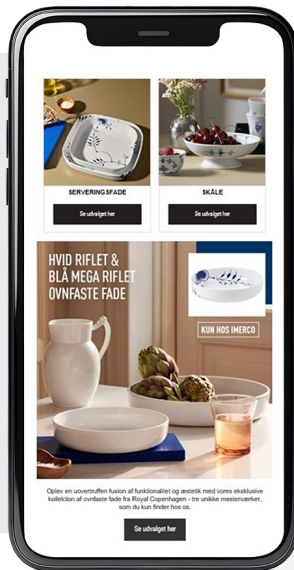 SERVERINGSFADE
SKÅLE
Se udvalget her
Se udvalget her
HVID RIFLET &
BLÅ MEGA RIFLET
OVNFASTE FADE
KUN HOS IMERCO
Oplev en uovertruffen fusion af funktionalitet og æstetik med vores eksklusive
kollektion af ovnfaste fade fra Royal Copenhagen - tre unikke mesterværker,
som du kun finder hos os.
Se udvalget her